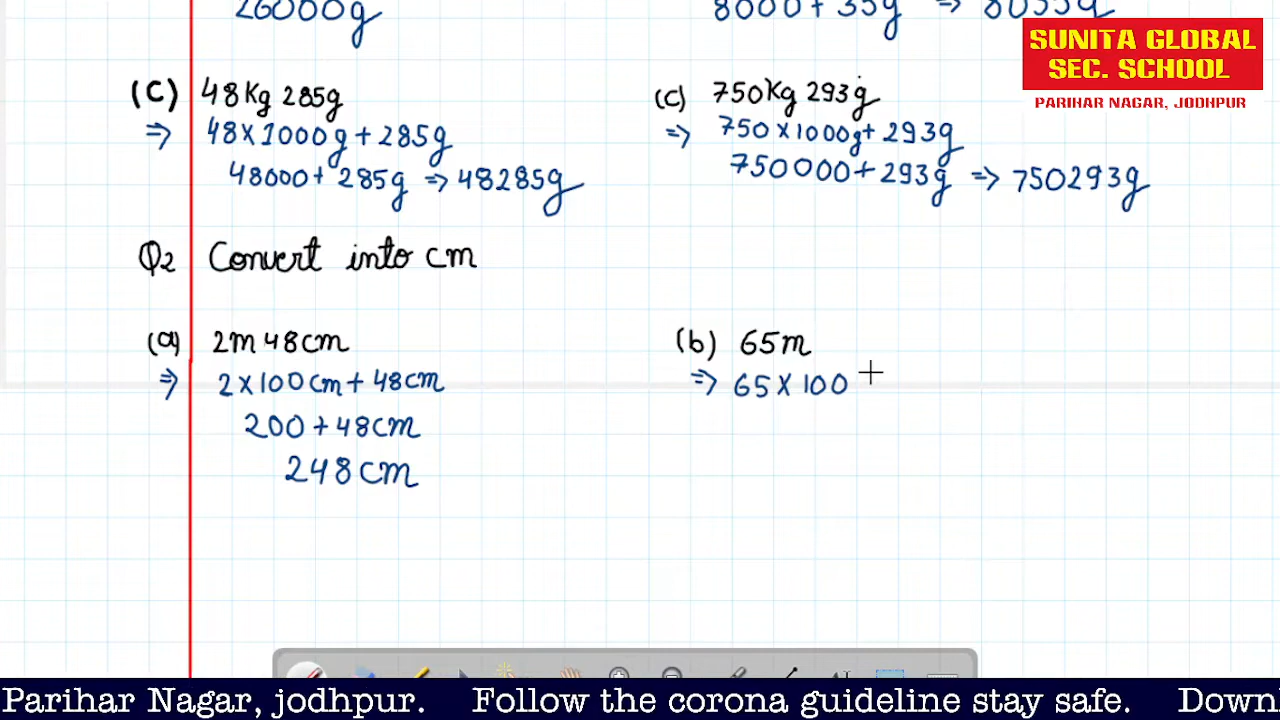 26000g
8000 + 35g ⇒ 8035g
SUNITA GLOBAL
SEC. SCHOOL
PARIHAR NAGAR, JODHPUR
(C) 48Kg 285g
⇒ 48 × 1000g + 285g
48000 + 285g ⇒ 48285g
(c) 750Kg 293g
⇒ 750 × 1000g + 293g
750000 + 293g ⇒ 750293g
Q2 Convert into cm
(a) 2m 48cm
⇒ 2 × 100cm + 48cm
200 + 48cm
248cm
(b) 65m
⇒ 65 × 100
Parihar Nagar, jodhpur. Follow the corona guideline stay safe. Down